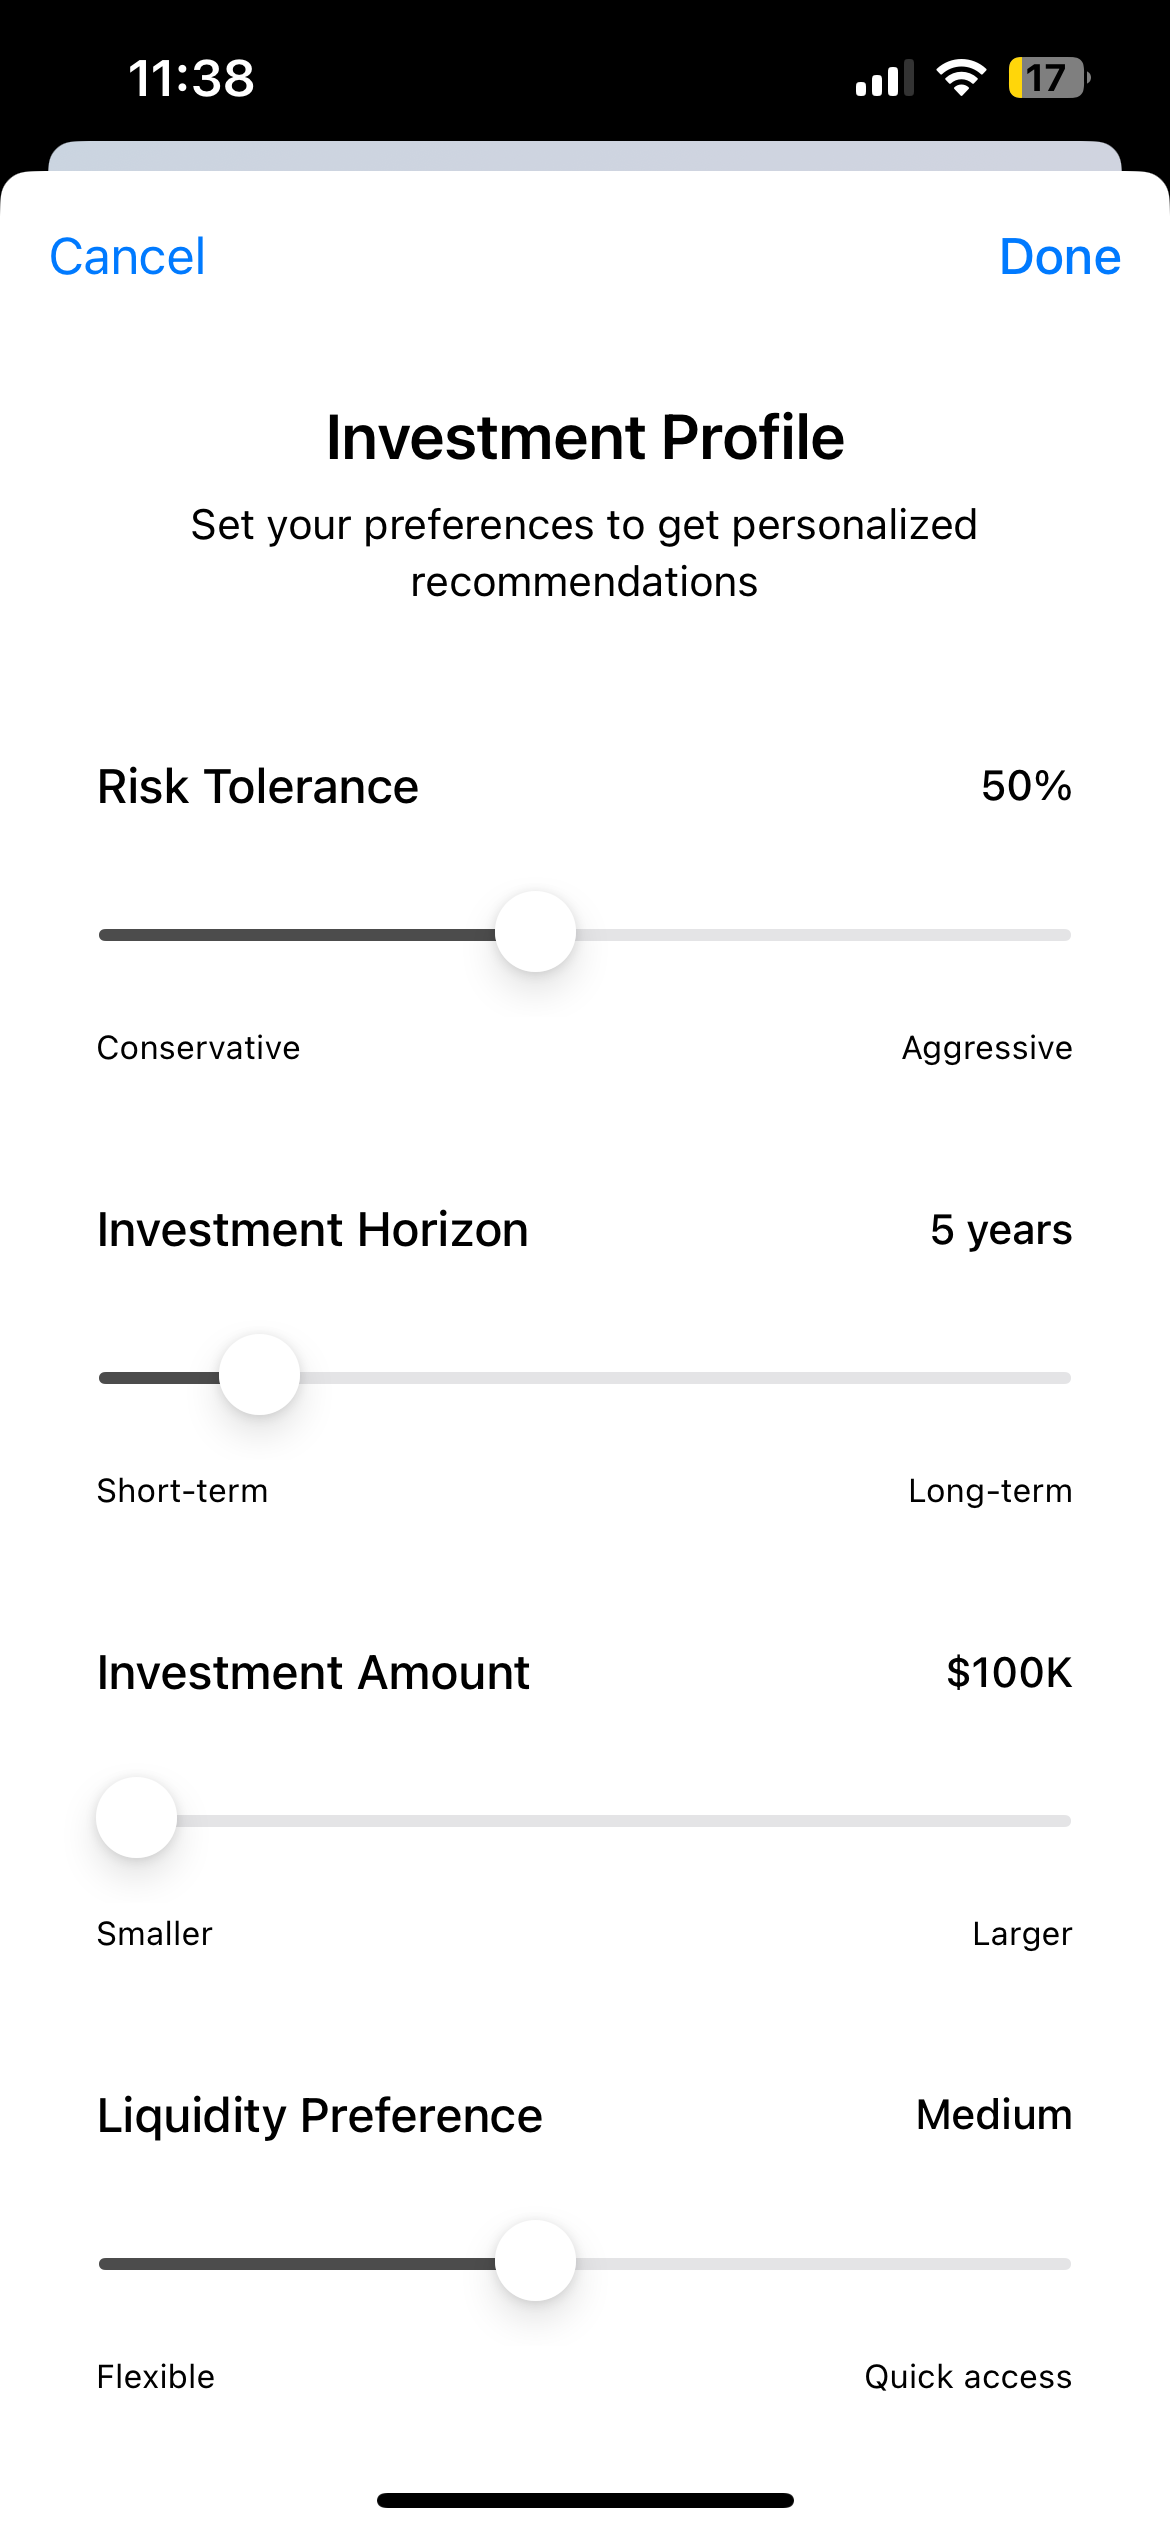 11:38
17
Cancel
Done
Investment Profile
Set your preferences to get personalized
recommendations
Risk Tolerance
50%
Conservative
Aggressive
Investment Horizon
5 years
Short-term
Long-term
Investment Amount
$100K
Smaller
Larger
Liquidity Preference
Medium
Flexible
Quick access